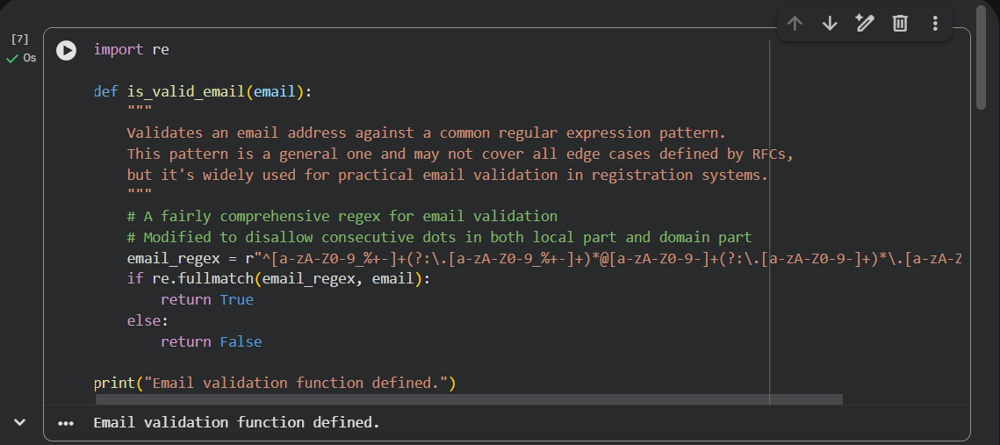 [7]
0s
import re
def is_valid_email(email):
"""
Validates an email address against a common regular expression pattern.
This pattern is a general one and may not cover all edge cases defined by RFCs,
but it's widely used for practical email validation in registration systems.
"""
# A fairly comprehensive regex for email validation
# Modified to disallow consecutive dots in both local part and domain part
email_regex = r"^[a-zA-Z0-9_%+-]+(?:\.[a-zA-Z0-9_%+-]+)*@[a-zA-Z0-9-]+(?:\.[a-zA-Z0-9-]+)*\.[a-zA-Z
if re.fullmatch(email_regex, email):
return True
else:
return False
print("Email validation function defined.")
Email validation function defined.